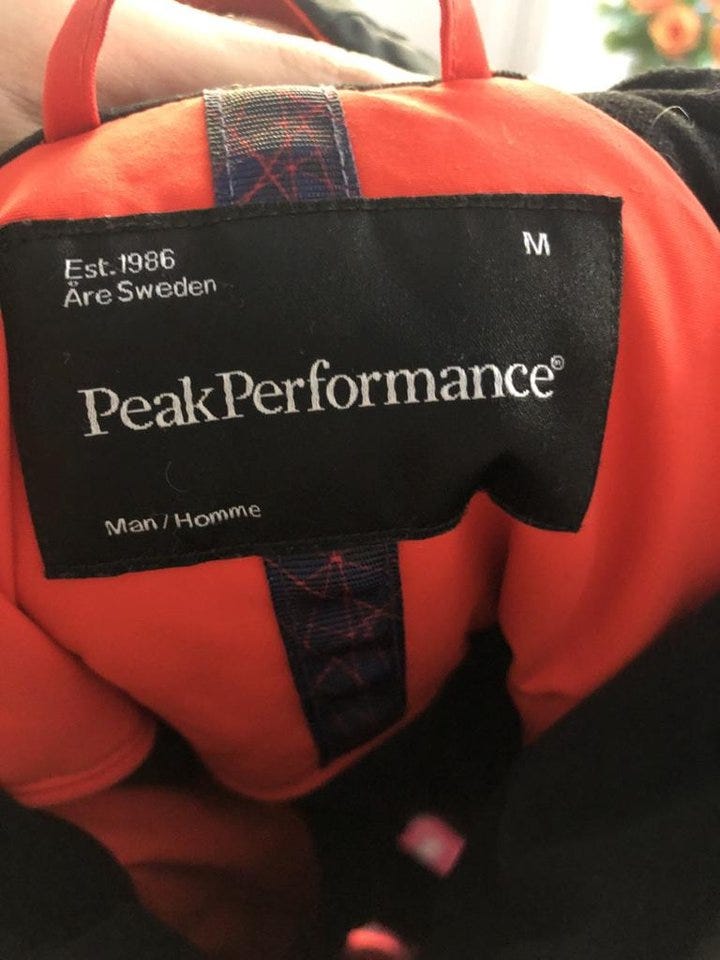 Est.1986
Åre Sweden
M
PeakPerformance®
Man / Homme